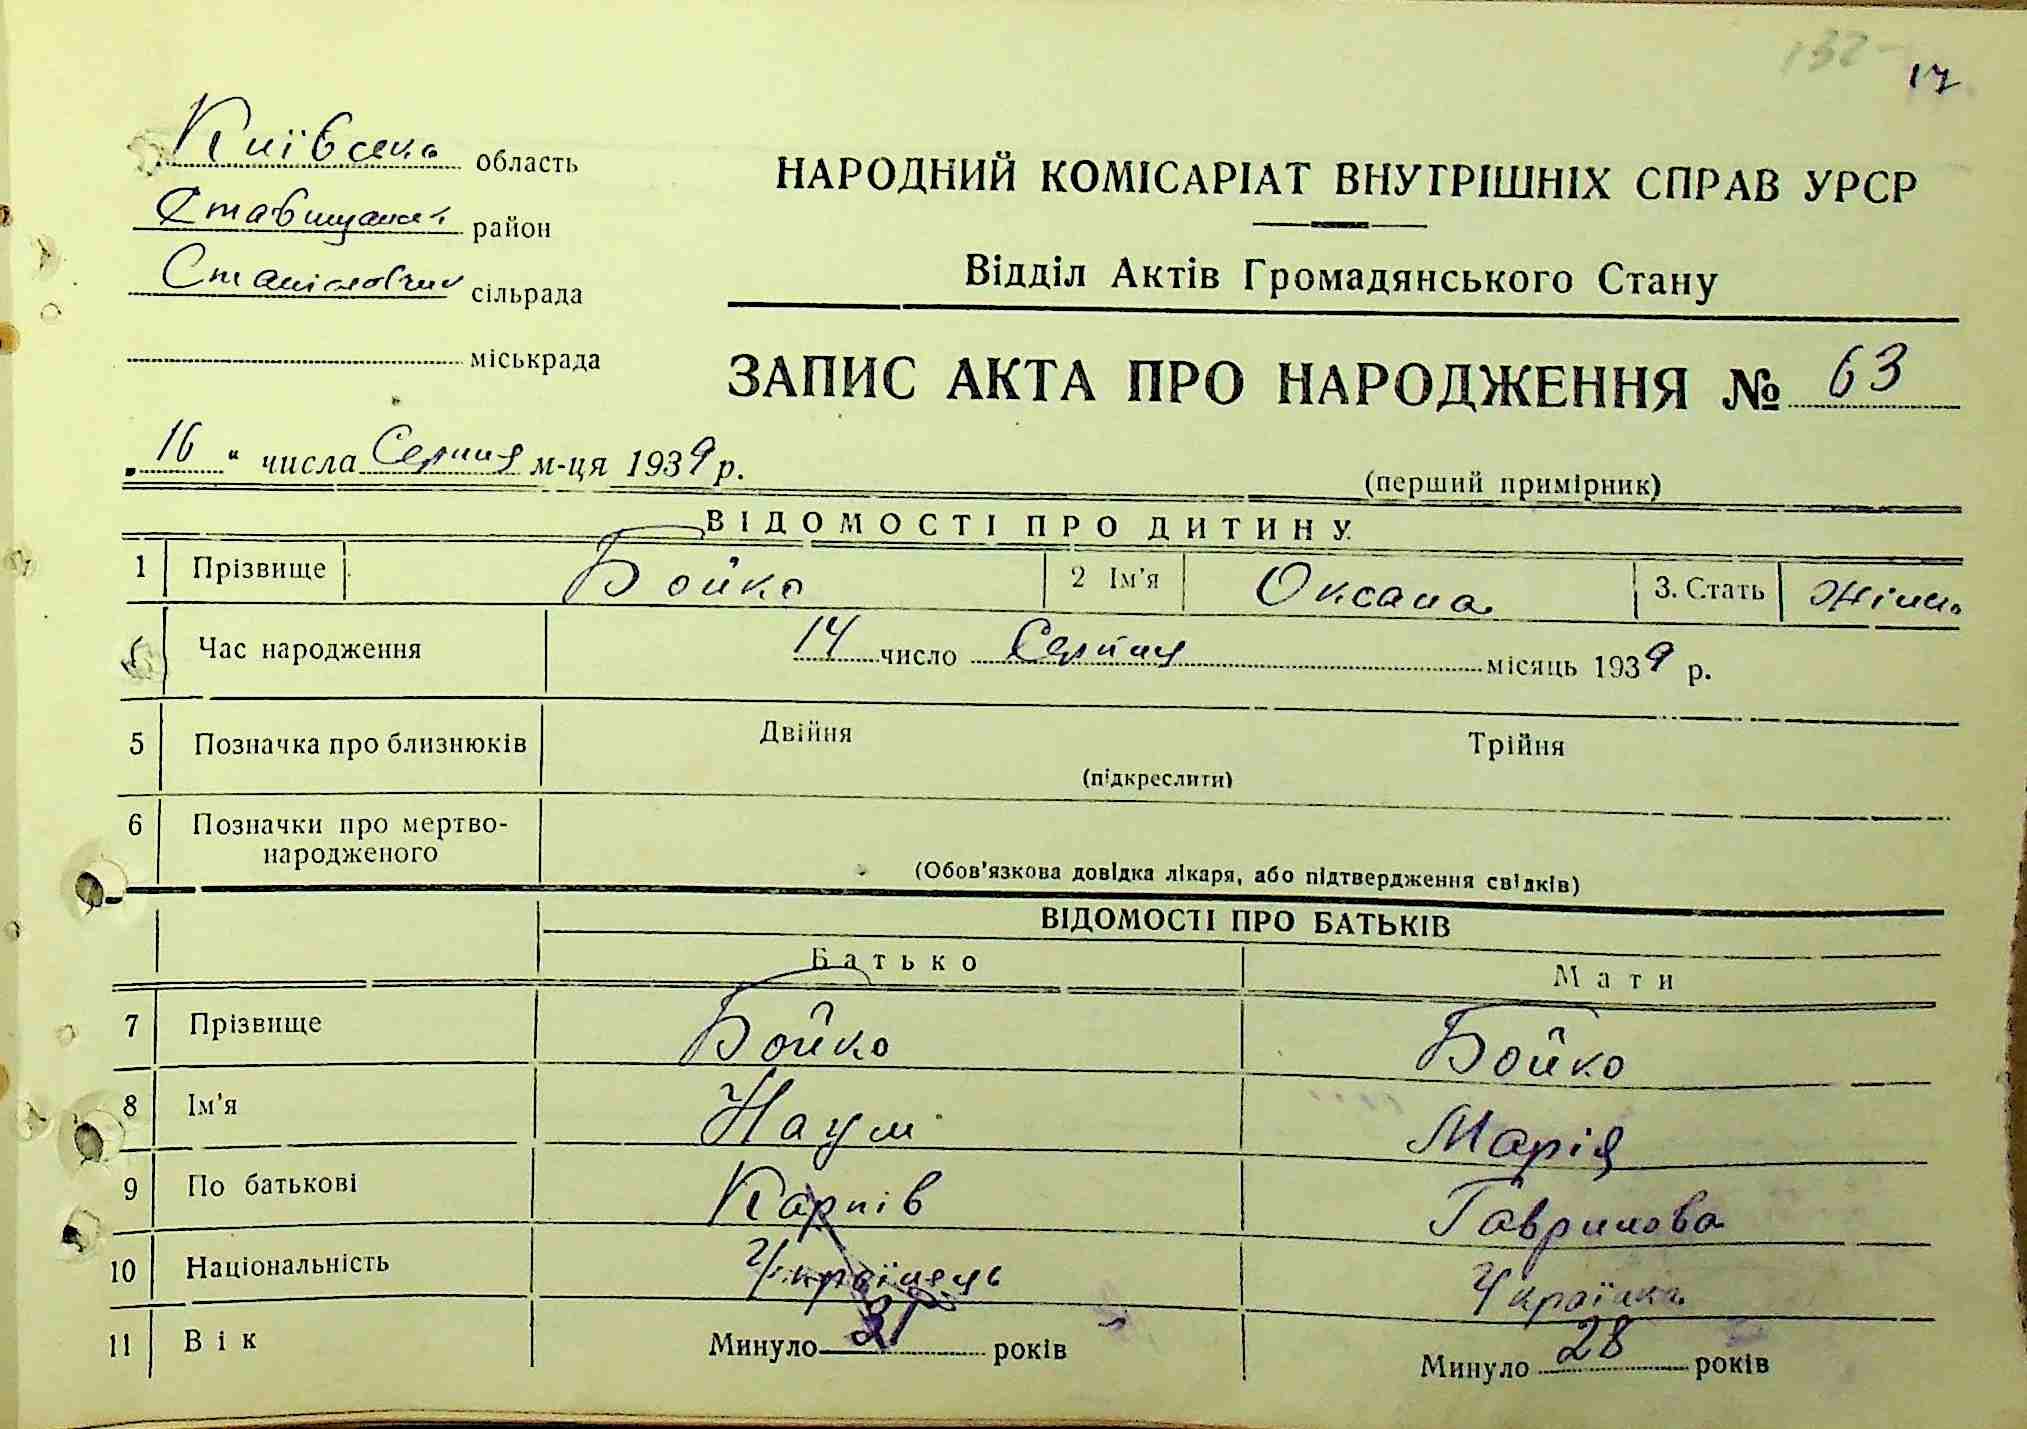 132
17
Київська область
Ставищанськ район
Станіславчик сільрада
міськрада
НАРОДНИЙ КОМІСАРІАТ ВНУТРІШНІХ СПРАВ УРСР
Відділ Актів Громадянського Стану
ЗАПИС АКТА ПРО НАРОДЖЕННЯ № 63
„16“ числа Серпня м-ця 1939 р.
(перший примірник)
ВІДОМОСТІ ПРО ДИТИНУ
1 Прізвище Бойко 2 Ім'я Оксана 3. Стать Жіноч
Час народження 14 число Серпня місяць 1939 р.
5 Позначка про близнюків Двійня Трійня
(підкреслити)
6 Позначки про мертво-
народженого
(Обов'язкова довідка лікаря, або підтвердження свідків)
ВІДОМОСТІ ПРО БАТЬКІВ
Батько Мати
7 Прізвище Бойко Бойко
8 Ім'я Наум Марія
9 По батькові Карпів Гаврилова
10 Національність Українець Українка
11 Вік Минуло 31 років Минуло 28 років